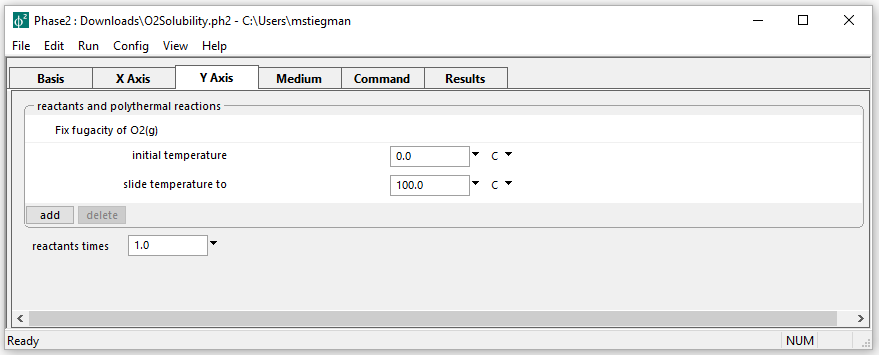 Phase2 : Downloads\O2Solubility.ph2 - C:\Users\mstiegman
File Edit Run Config View Help
Basis X Axis Y Axis Medium Command Results
reactants and polythermal reactions
Fix fugacity of O2(g)
initial temperature 0.0 C
slide temperature to 100.0 C
add delete
reactants times 1.0
Ready NUM